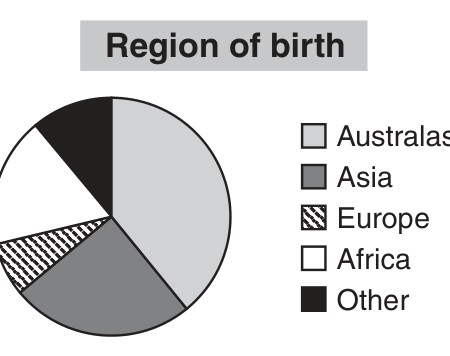 Region of birth
Australas
Asia
Europe
Africa
Other